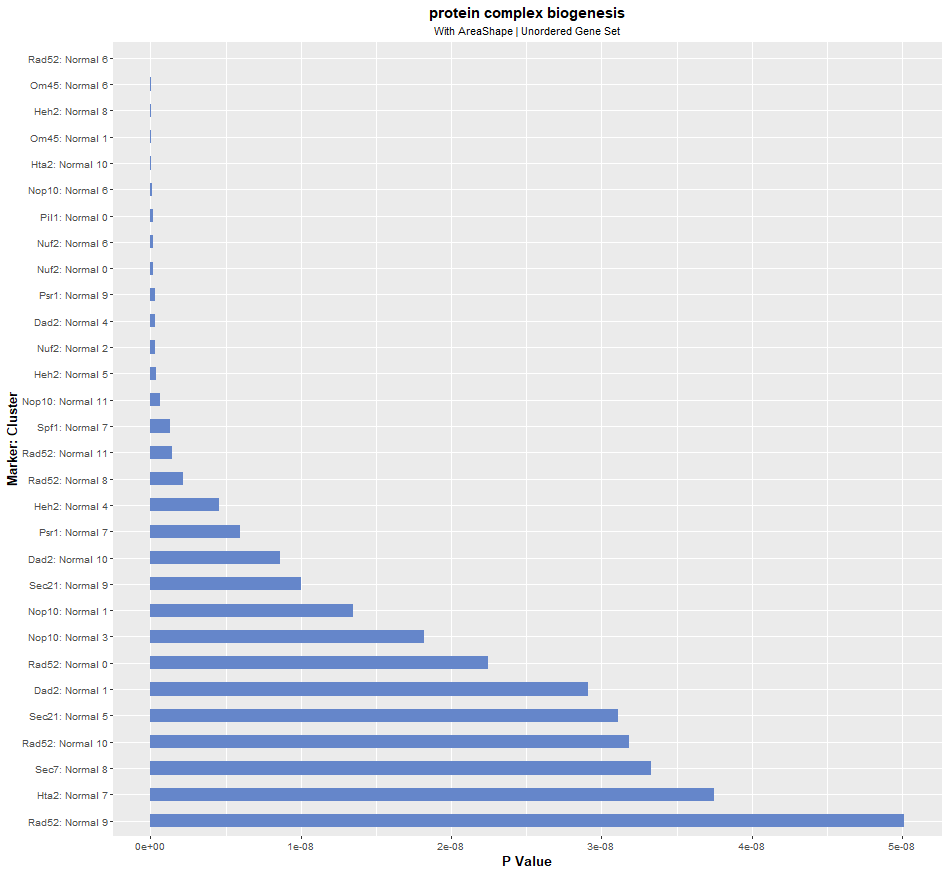 protein complex biogenesis
With AreaShape | Unordered Gene Set
Marker: Cluster
Rad52: Normal 6
Om45: Normal 6
Heh2: Normal 8
Om45: Normal 1
Hta2: Normal 10
Nop10: Normal 6
Pil1: Normal 0
Nuf2: Normal 6
Nuf2: Normal 0
Psr1: Normal 9
Dad2: Normal 4
Nuf2: Normal 2
Heh2: Normal 5
Nop10: Normal 11
Spf1: Normal 7
Rad52: Normal 11
Rad52: Normal 8
Heh2: Normal 4
Psr1: Normal 7
Dad2: Normal 10
Sec21: Normal 9
Nop10: Normal 1
Nop10: Normal 3
Rad52: Normal 0
Dad2: Normal 1
Sec21: Normal 5
Rad52: Normal 10
Sec7: Normal 8
Hta2: Normal 7
Rad52: Normal 9
0e+00 1e-08 2e-08 3e-08 4e-08 5e-08
P Value